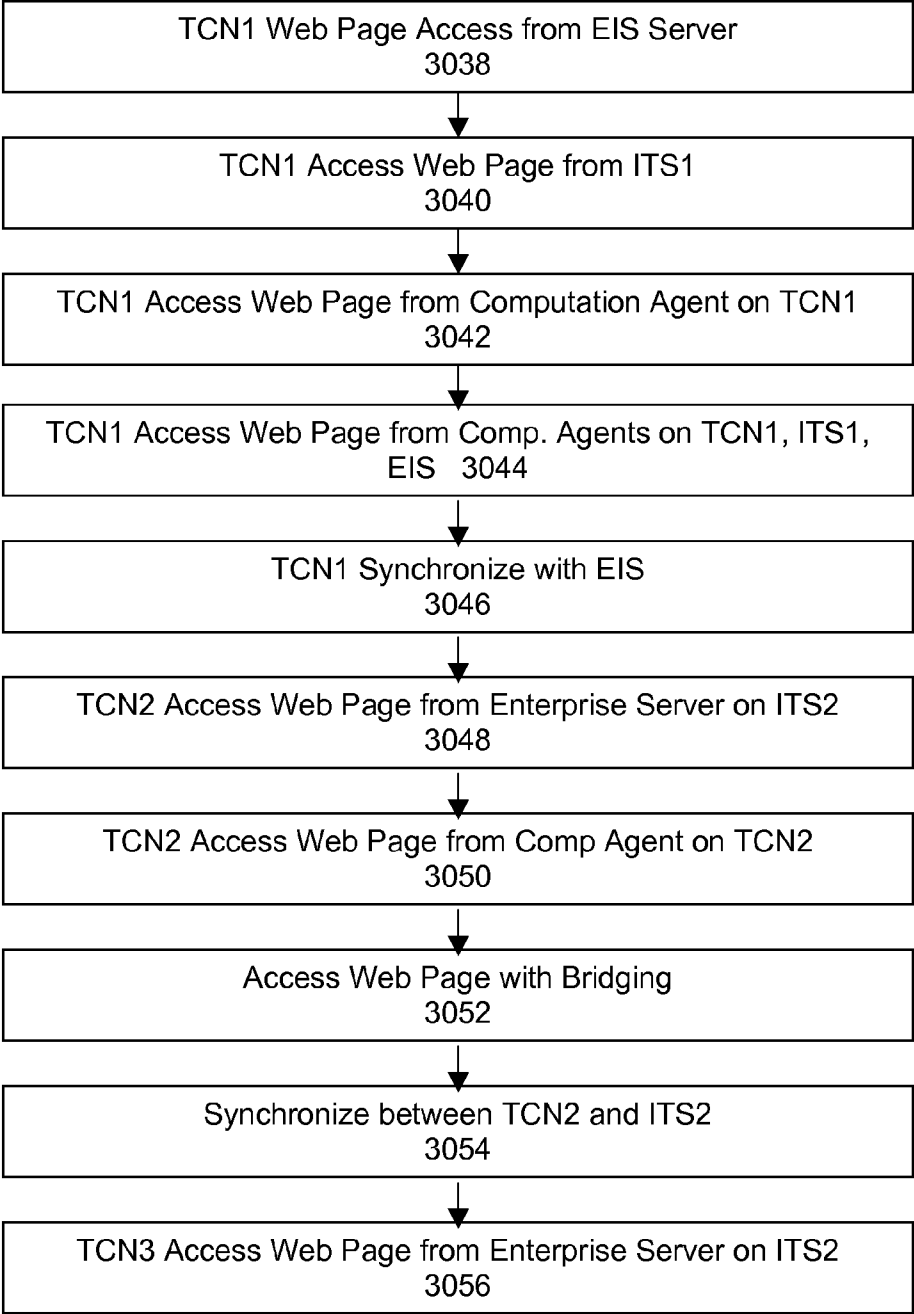 TCN1 Web Page Access from EIS Server
3038
TCN1 Access Web Page from ITS1
3040
TCN1 Access Web Page from Computation Agent on TCN1
3042
TCN1 Access Web Page from Comp. Agents on TCN1, ITS1,
EIS 3044
TCN1 Synchronize with EIS
3046
TCN2 Access Web Page from Enterprise Server on ITS2
3048
TCN2 Access Web Page from Comp Agent on TCN2
3050
Access Web Page with Bridging
3052
Synchronize between TCN2 and ITS2
3054
TCN3 Access Web Page from Enterprise Server on ITS2
3056